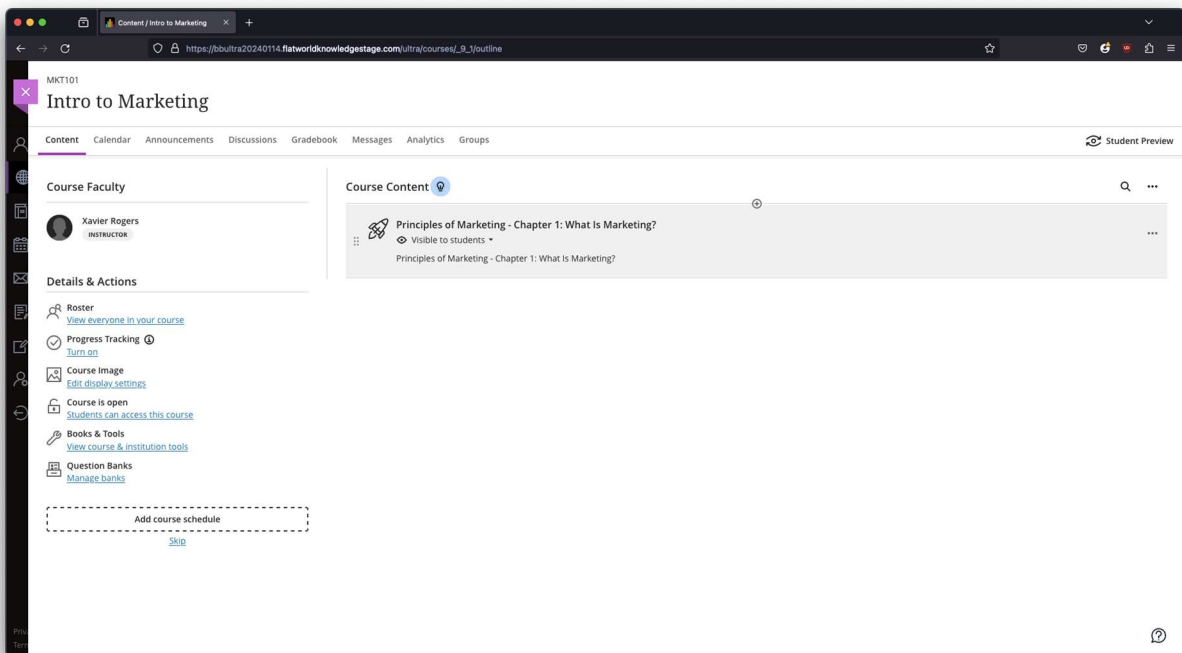 Content / Intro to Marketing
https://bbultra20240114.flatworldknowledgestage.com/ultra/courses/_9_1/outline
MKT101
Intro to Marketing
Content Calendar Announcements Discussions Gradebook Messages Analytics Groups
Student Preview
Course Faculty
Xavier Rogers
INSTRUCTOR
Details & Actions
Roster
View everyone in your course
Progress Tracking
Turn on
Course Image
Edit display settings
Course is open
Students can access this course
Books & Tools
View course & institution tools
Question Banks
Manage banks
Add course schedule
Skip
Course Content
Principles of Marketing - Chapter 1: What Is Marketing?
Visible to students
Principles of Marketing - Chapter 1: What Is Marketing?
Priv
Tern